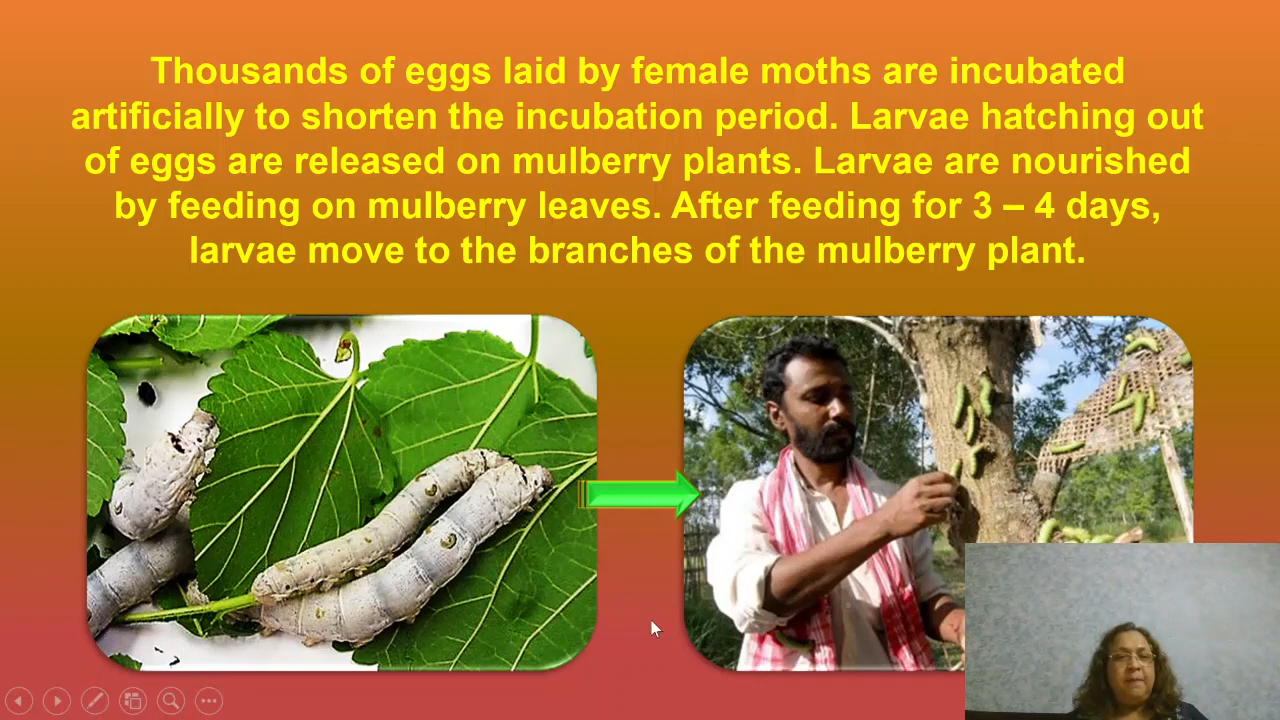 Thousands of eggs laid by female moths are incubated
artificially to shorten the incubation period. Larvae hatching out
of eggs are released on mulberry plants. Larvae are nourished
by feeding on mulberry leaves. After feeding for 3 – 4 days,
larvae move to the branches of the mulberry plant.